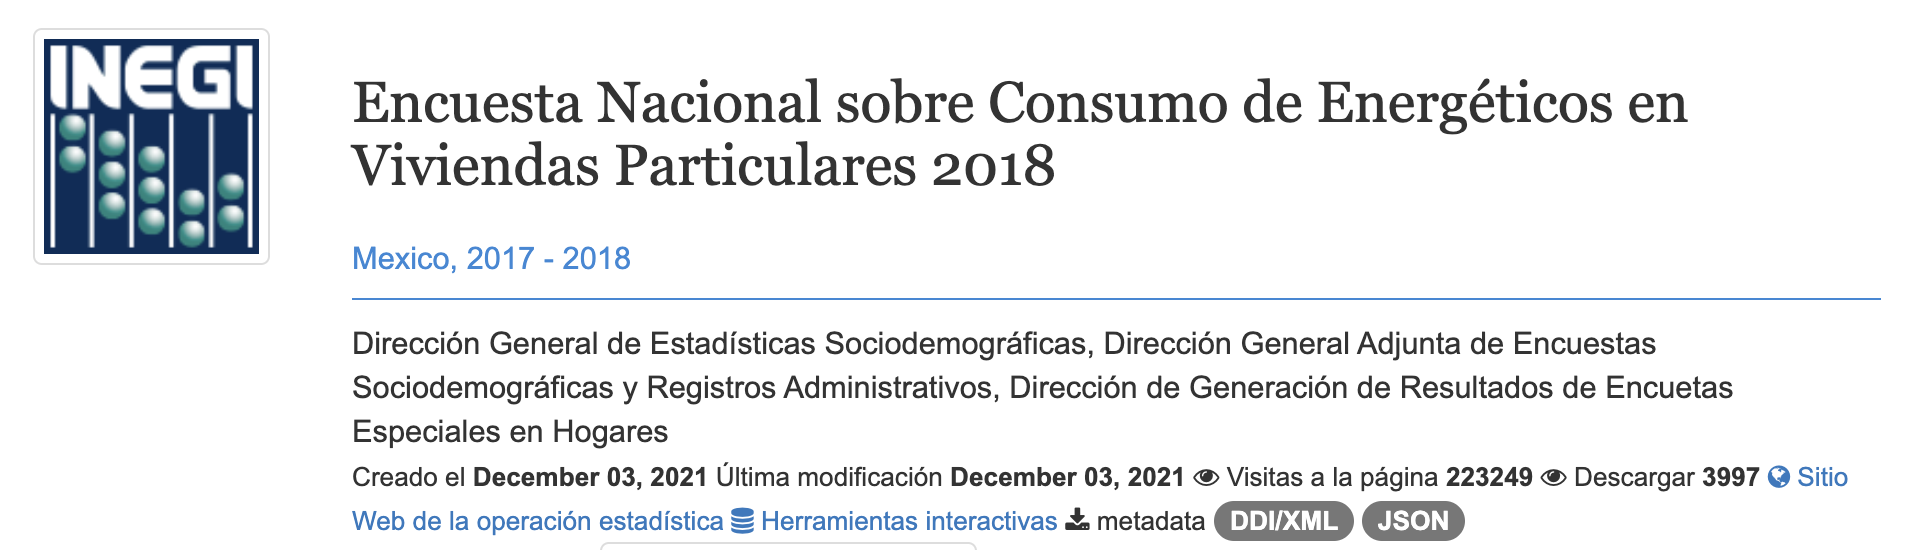 INEGI
Encuesta Nacional sobre Consumo de Energéticos en
Viviendas Particulares 2018
Mexico, 2017 - 2018
Dirección General de Estadísticas Sociodemográficas, Dirección General Adjunta de Encuestas
Sociodemográficas y Registros Administrativos, Dirección de Generación de Resultados de Encuetas
Especiales en Hogares
Creado el December 03, 2021 Última modificación December 03, 2021 Visitas a la página 223249 Descargar 3997 Sitio
Web de la operación estadística Herramientas interactivas metadata DDI/XML JSON